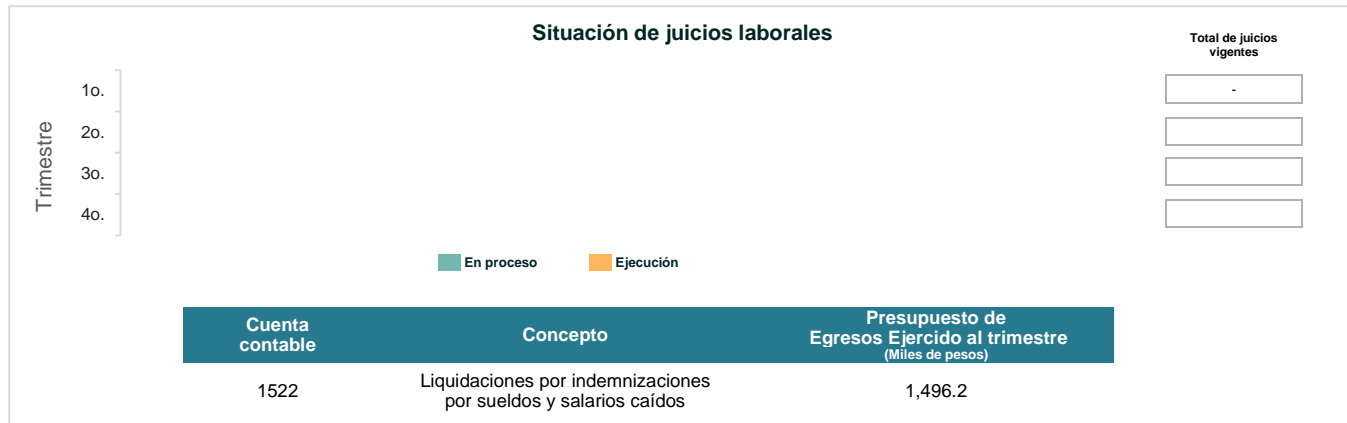 Situación de juicios laborales
Total de juicios
vigentes
Trimestre
1o.
-
2o.
3o.
4o.
En proceso
Ejecución
Cuenta
contable
Concepto
Presupuesto de
Egresos Ejercido al trimestre
(Miles de pesos)
1522
Liquidaciones por indemnizaciones
por sueldos y salarios caídos
1,496.2